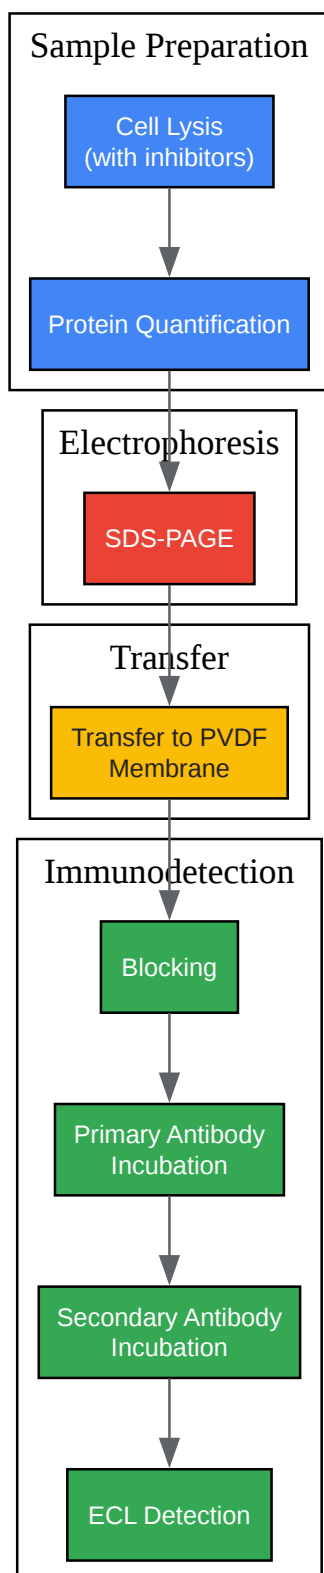 Sample Preparation
Cell Lysis
(with inhibitors)
Protein Quantification
Electrophoresis
SDS-PAGE
Transfer
Transfer to PVDF
Membrane
Immunodetection
Blocking
Primary Antibody
Incubation
Secondary Antibody
Incubation
ECL Detection